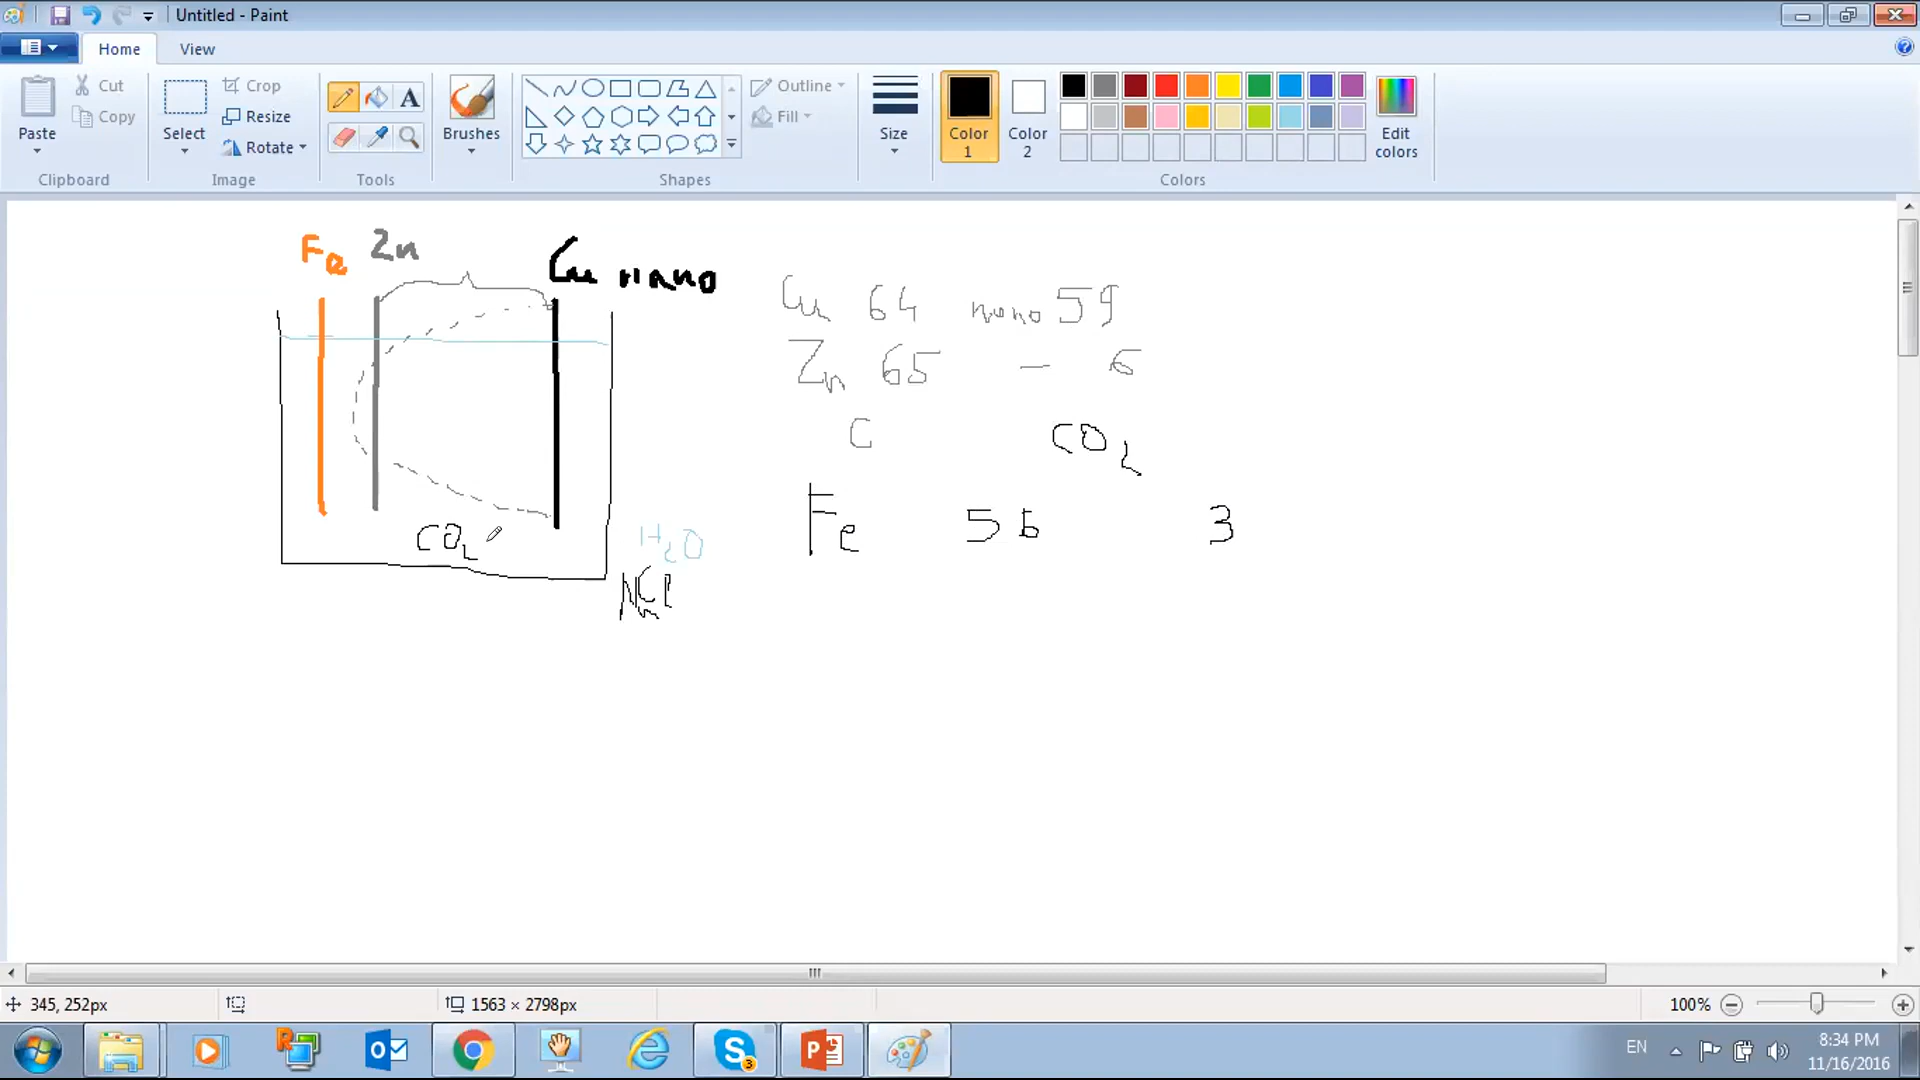 Untitled - Paint
Home
View
Paste
Cut
Copy
Clipboard
Select
Crop
Resize
Rotate
Image
Tools
Brushes
Shapes
Outline
Fill
Size
Color 1
Color 2
Edit colors
Colors
Fe
Zn
Cu nano
Cu 64 nano 59
Zn 65 - 6
C CO2
Fe 56 3
CO2
H2O
NaCl
345, 252px
1563 × 2798px
100%
EN
8:34 PM
11/16/2016